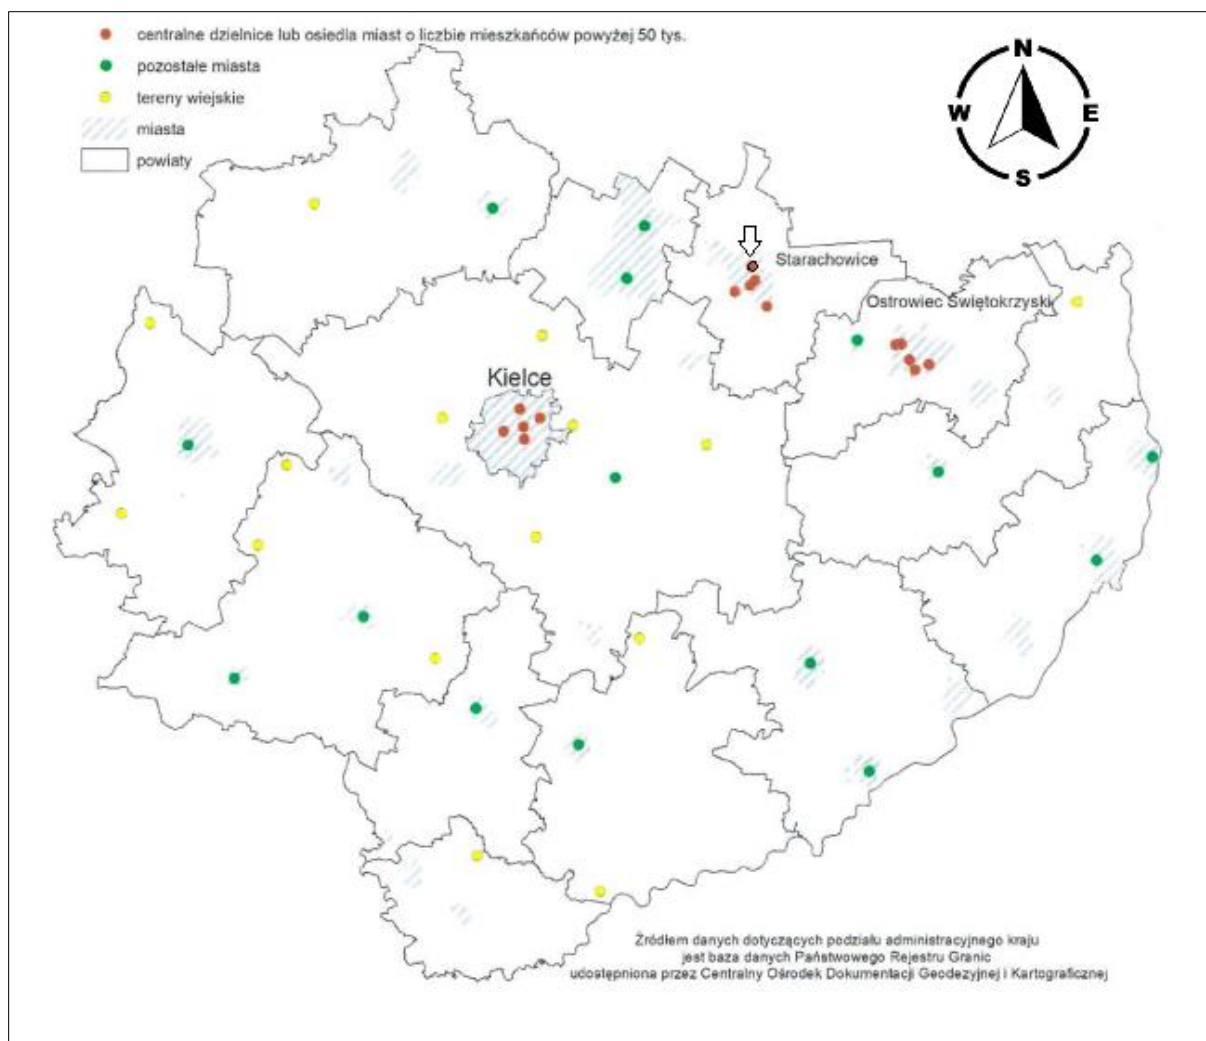 centralne dzielnice lub osiedla miast o liczbie mieszkańców powyżej 50 tys.
pozostałe miasta
tereny wiejskie
miasta
powiaty
N
W E
S
Starachowice
Ostrowiec Świętokrzyski
Kielce
Źródłem danych dotyczących podziału administracyjnego kraju
jest baza danych Państwowego Rejestru Granic
udostępniona przez Centralny Ośrodek Dokumentacji Geodezyjnej i Kartograficznej